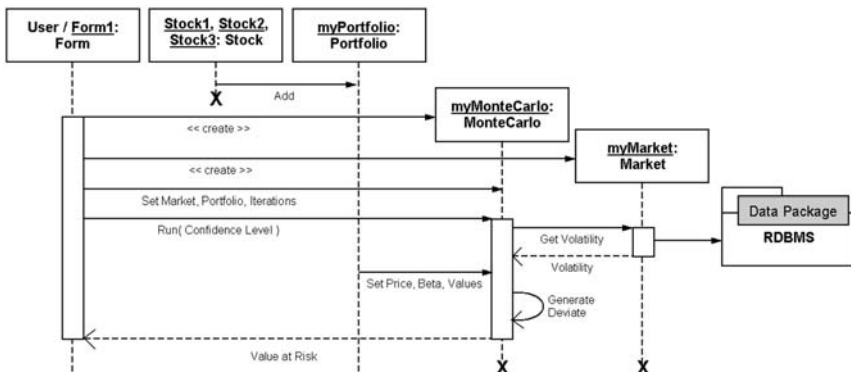 User / Form1:
Form
Stock1, Stock2,
Stock3: Stock
myPortfolio:
Portfolio
Add
X
myMonteCarlo:
MonteCarlo
<< create >>
myMarket:
Market
<< create >>
Set Market, Portfolio, Iterations
Data Package
RDBMS
Run( Confidence Level )
Get Volatility
Volatility
Set Price, Beta, Values
Generate
Deviate
Value at Risk
X
X